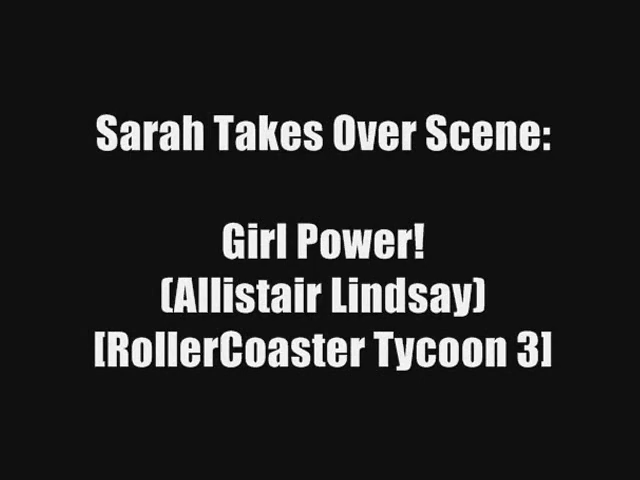 Sarah Takes Over Scene:
Girl Power!
(Allistair Lindsay)
[RollerCoaster Tycoon 3]